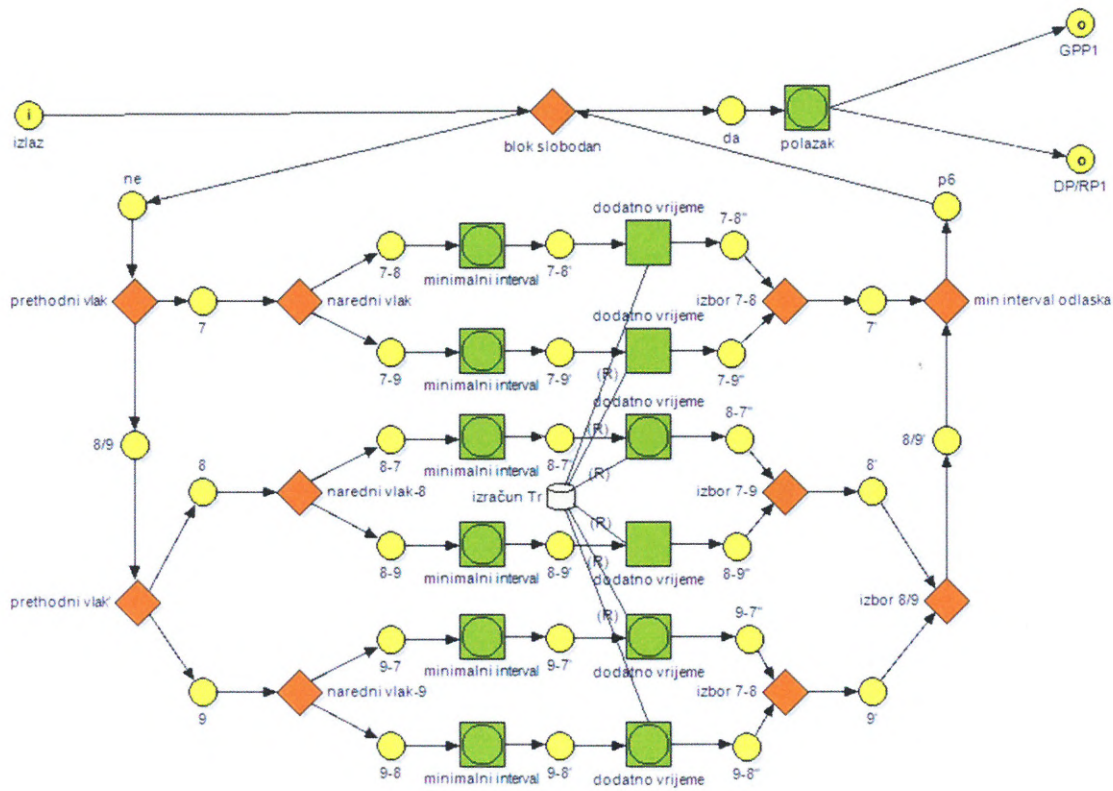 o
GPP1
i
izlaz
blok slobodan
da
polazak
o
DP/RP1
ne
p6
dodatno vrijeme
7-8
minimalni interval
7-8'
7-8"
prethodni vlak
7
naredni vlak
izbor 7-8
7'
min interval odlaska
dodatno vrijeme
7-9
minimalni interval
7-9'
(R)
7-9"
dodatno vrijeme
8/9
8-7
minimalni interval
8-7'
(R)
8-7"
8/9'
8
naredni vlak-8
izračun Tr
(R)
izbor 7-9
8'
(R)
8-9
minimalni interval
8-9'
(R)
dodatno vrijeme
8-9"
prethodni vlak'
izbor 8/9
(R)
9-7
minimalni interval
9-7'
dodatno vrijeme
9-7"
9
naredni vlak-9
izbor 7-8
9'
9-8
minimalni interval
9-8'
dodatno vrijeme
9-8"